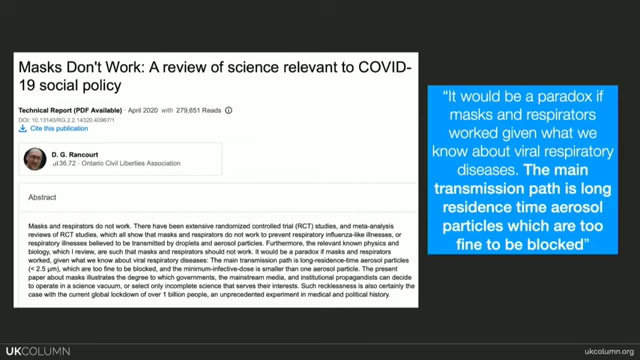 Masks Don't Work: A review of science relevant to COVID-
19 social policy
Technical Report (PDF Available) · April 2020 with 279,651 Reads
DOI: 10.13140/RG.2.2.14320.40967/1
Cite this publication
D. G. Rancourt
36.72 · Ontario Civil Liberties Association
Abstract
Masks and respirators do not work. There have been extensive randomized controlled trial (RCT) studies, and meta-analysis
reviews of RCT studies, which all show that masks and respirators do not work to prevent respiratory influenza-like illnesses, or
respiratory illnesses believed to be transmitted by droplets and aerosol particles. Furthermore, the relevant known physics and
biology, which I review, are such that masks and respirators should not work. It would be a paradox if masks and respirators
worked, given what we know about viral respiratory diseases: The main transmission path is long-residence-time aerosol particles
(< 2.5 μm), which are too fine to be blocked, and the minimum-infective-dose is smaller than one aerosol particle. The present
paper about masks illustrates the degree to which governments, the mainstream media, and institutional propagandists can decide
to operate in a science vacuum, or select only incomplete science that serves their interests. Such recklessness is also certainly the
case with the current global lockdown of over 1 billion people, an unprecedented experiment in medical and political history.
“It would be a paradox if
masks and respirators
worked given what we
know about viral respiratory
diseases. The main
transmission path is long
residence time aerosol
particles which are too
fine to be blocked”
UKCOLUMN
ukcolumn.org